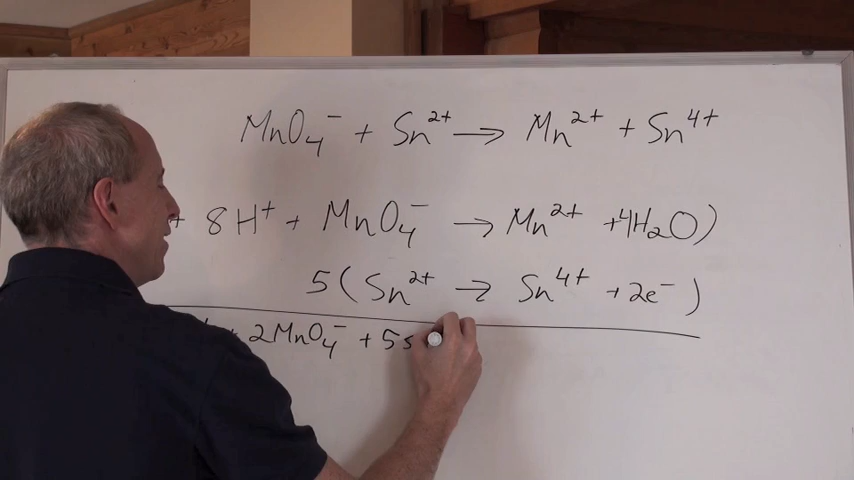 MnO₄⁻ + Sn²⁺ → Mn²⁺ + Sn⁴⁺
+ 8H⁺ + MnO₄⁻ → Mn²⁺ + 4H₂O)
5(Sn²⁺ → Sn⁴⁺ + 2e⁻)
+ 2MnO₄⁻ + 5S